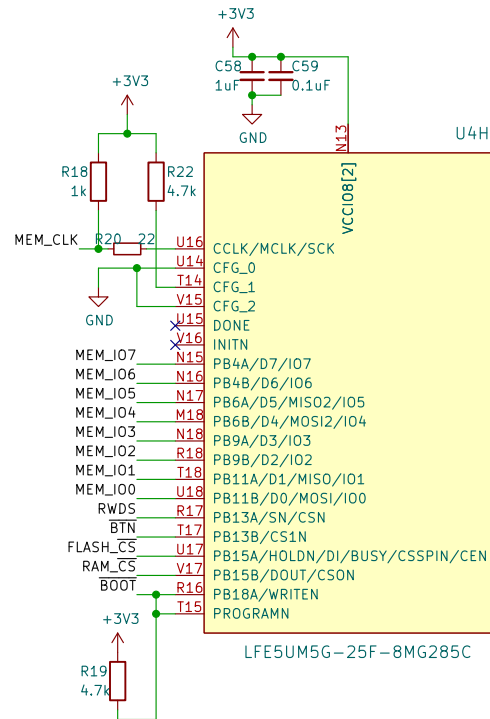 +3V3
C58
C59
1uF
0.1uF
GND
+3V3
N13
U4H
VCCIO8[2]
R18
1k
R22
4.7k
MEM_CLK
R20 22
U16
CCLK/MCLK/SCK
U14
CFG_0
T14
CFG_1
V15
CFG_2
GND
U15
DONE
V16
INITN
MEM_IO7
N15
PB4A/D7/IO7
MEM_IO6
N16
PB4B/D6/IO6
MEM_IO5
N17
PB6A/D5/MISO2/IO5
MEM_IO4
M18
PB6B/D4/MOSI2/IO4
MEM_IO3
N18
PB9A/D3/IO3
MEM_IO2
R18
PB9B/D2/IO2
MEM_IO1
T18
PB11A/D1/MISO/IO1
MEM_IO0
U18
PB11B/D0/MOSI/IO0
RWDS
R17
PB13A/SN/CSN
BTN
T17
PB13B/CS1N
FLASH_CS
U17
PB15A/HOLDN/DI/BUSY/CSSPIN/CEN
RAM_CS
V17
PB15B/DOUT/CSON
BOOT
R16
PB18A/WRITEN
T15
PROGRAMN
+3V3
R19
4.7k
LFE5UM5G-25F-8MG285C